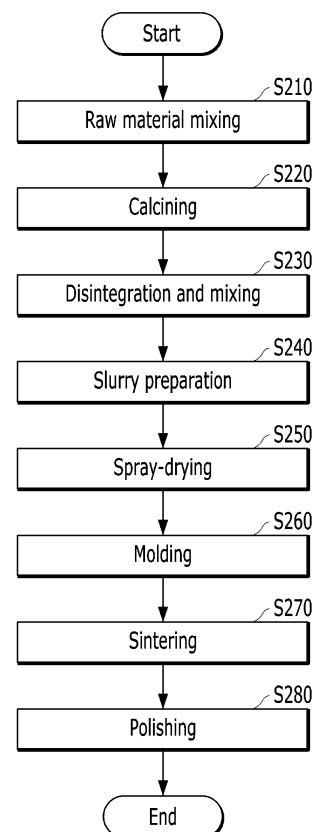 Start
S210
Raw material mixing
S220
Calcining
S230
Disintegration and mixing
S240
Slurry preparation
S250
Spray-drying
S260
Molding
S270
Sintering
S280
Polishing
End